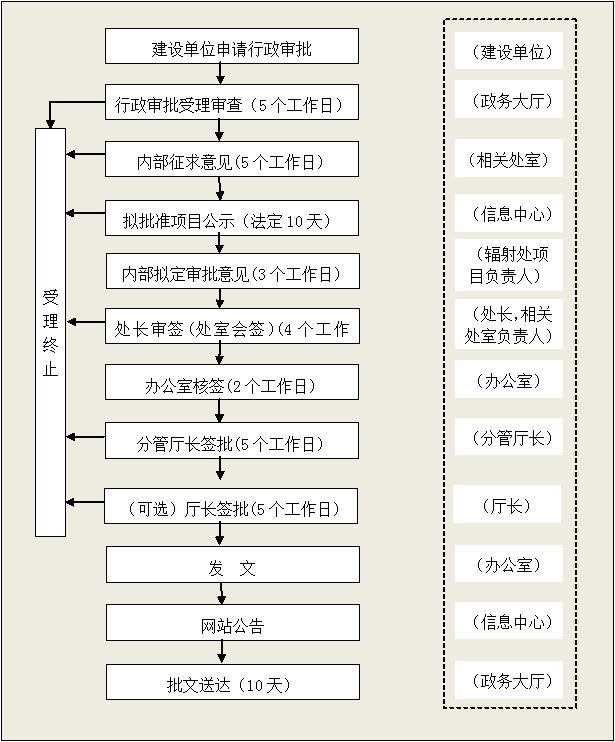 建设单位申请行政审批
（建设单位）
行政审批受理审查（5个工作日）
（政务大厅）
内部征求意见(5个工作日）
（相关处室）
拟批准项目公示（法定10天）
（信息中心）
内部拟定审批意见(3个工作日）
（辐射处项
目负责人）
处长审签(处室会签)(4个工作
（处长,相关
处室负责人）
受理终止
办公室核签(2个工作日）
（办公室）
分管厅长签批(5个工作日）
（分管厅长）
（可选）厅长签批(5个工作日）
（厅长）
发 文
（办公室）
网站公告
（信息中心）
批文送达（10天）
（政务大厅）